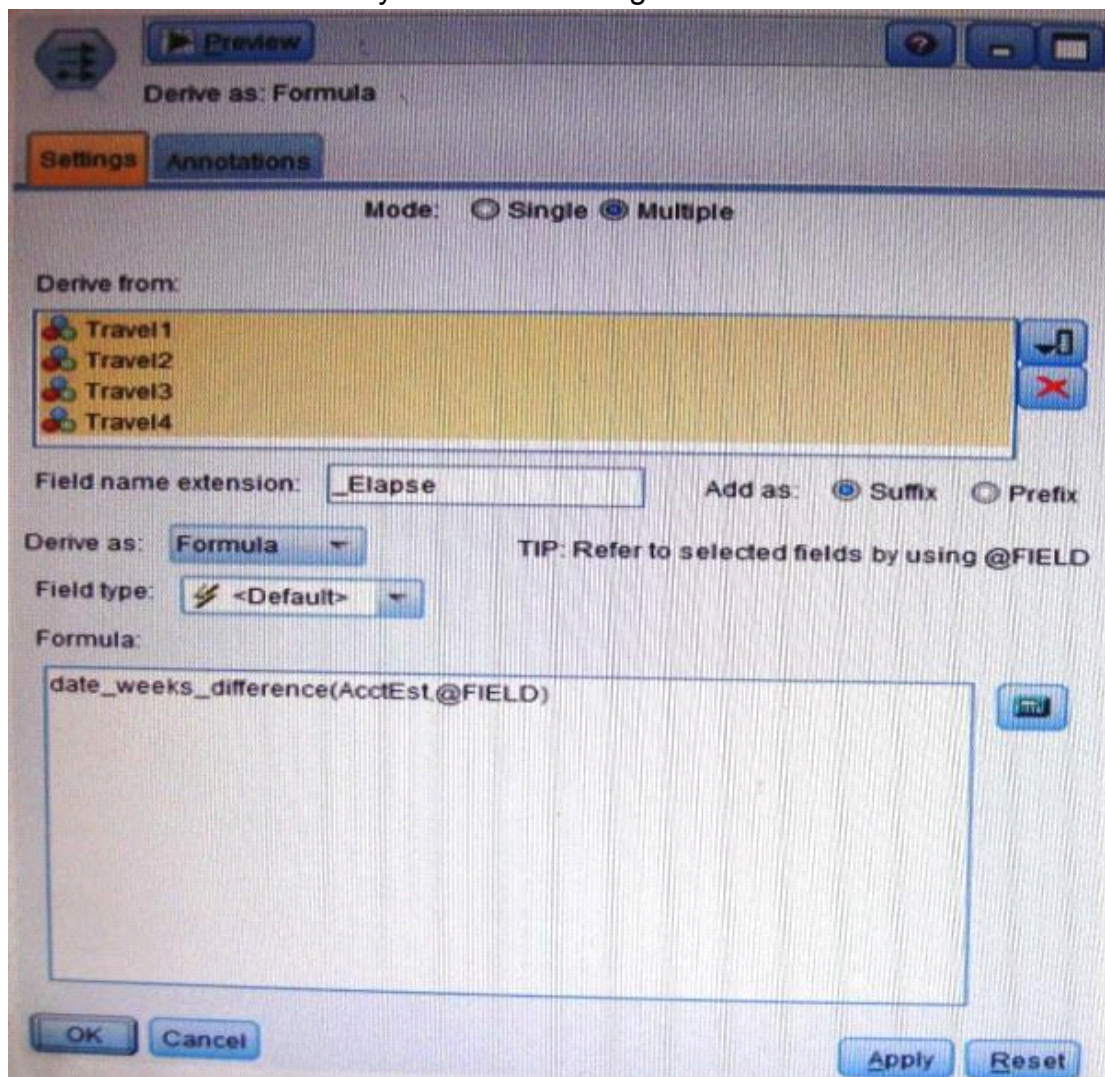 Preview
Derive as: Formula
Settings Annotations
Mode: Single Multiple
Derive from:
Travel1
Travel2
Travel3
Travel4
Field name extension: _Elapse Add as: Suffix Prefix
Derive as: Formula TIP: Refer to selected fields by using @FIELD
Field type: <Default>
Formula:
date_weeks_difference(AcctEst,@FIELD)
OK Cancel Apply Reset